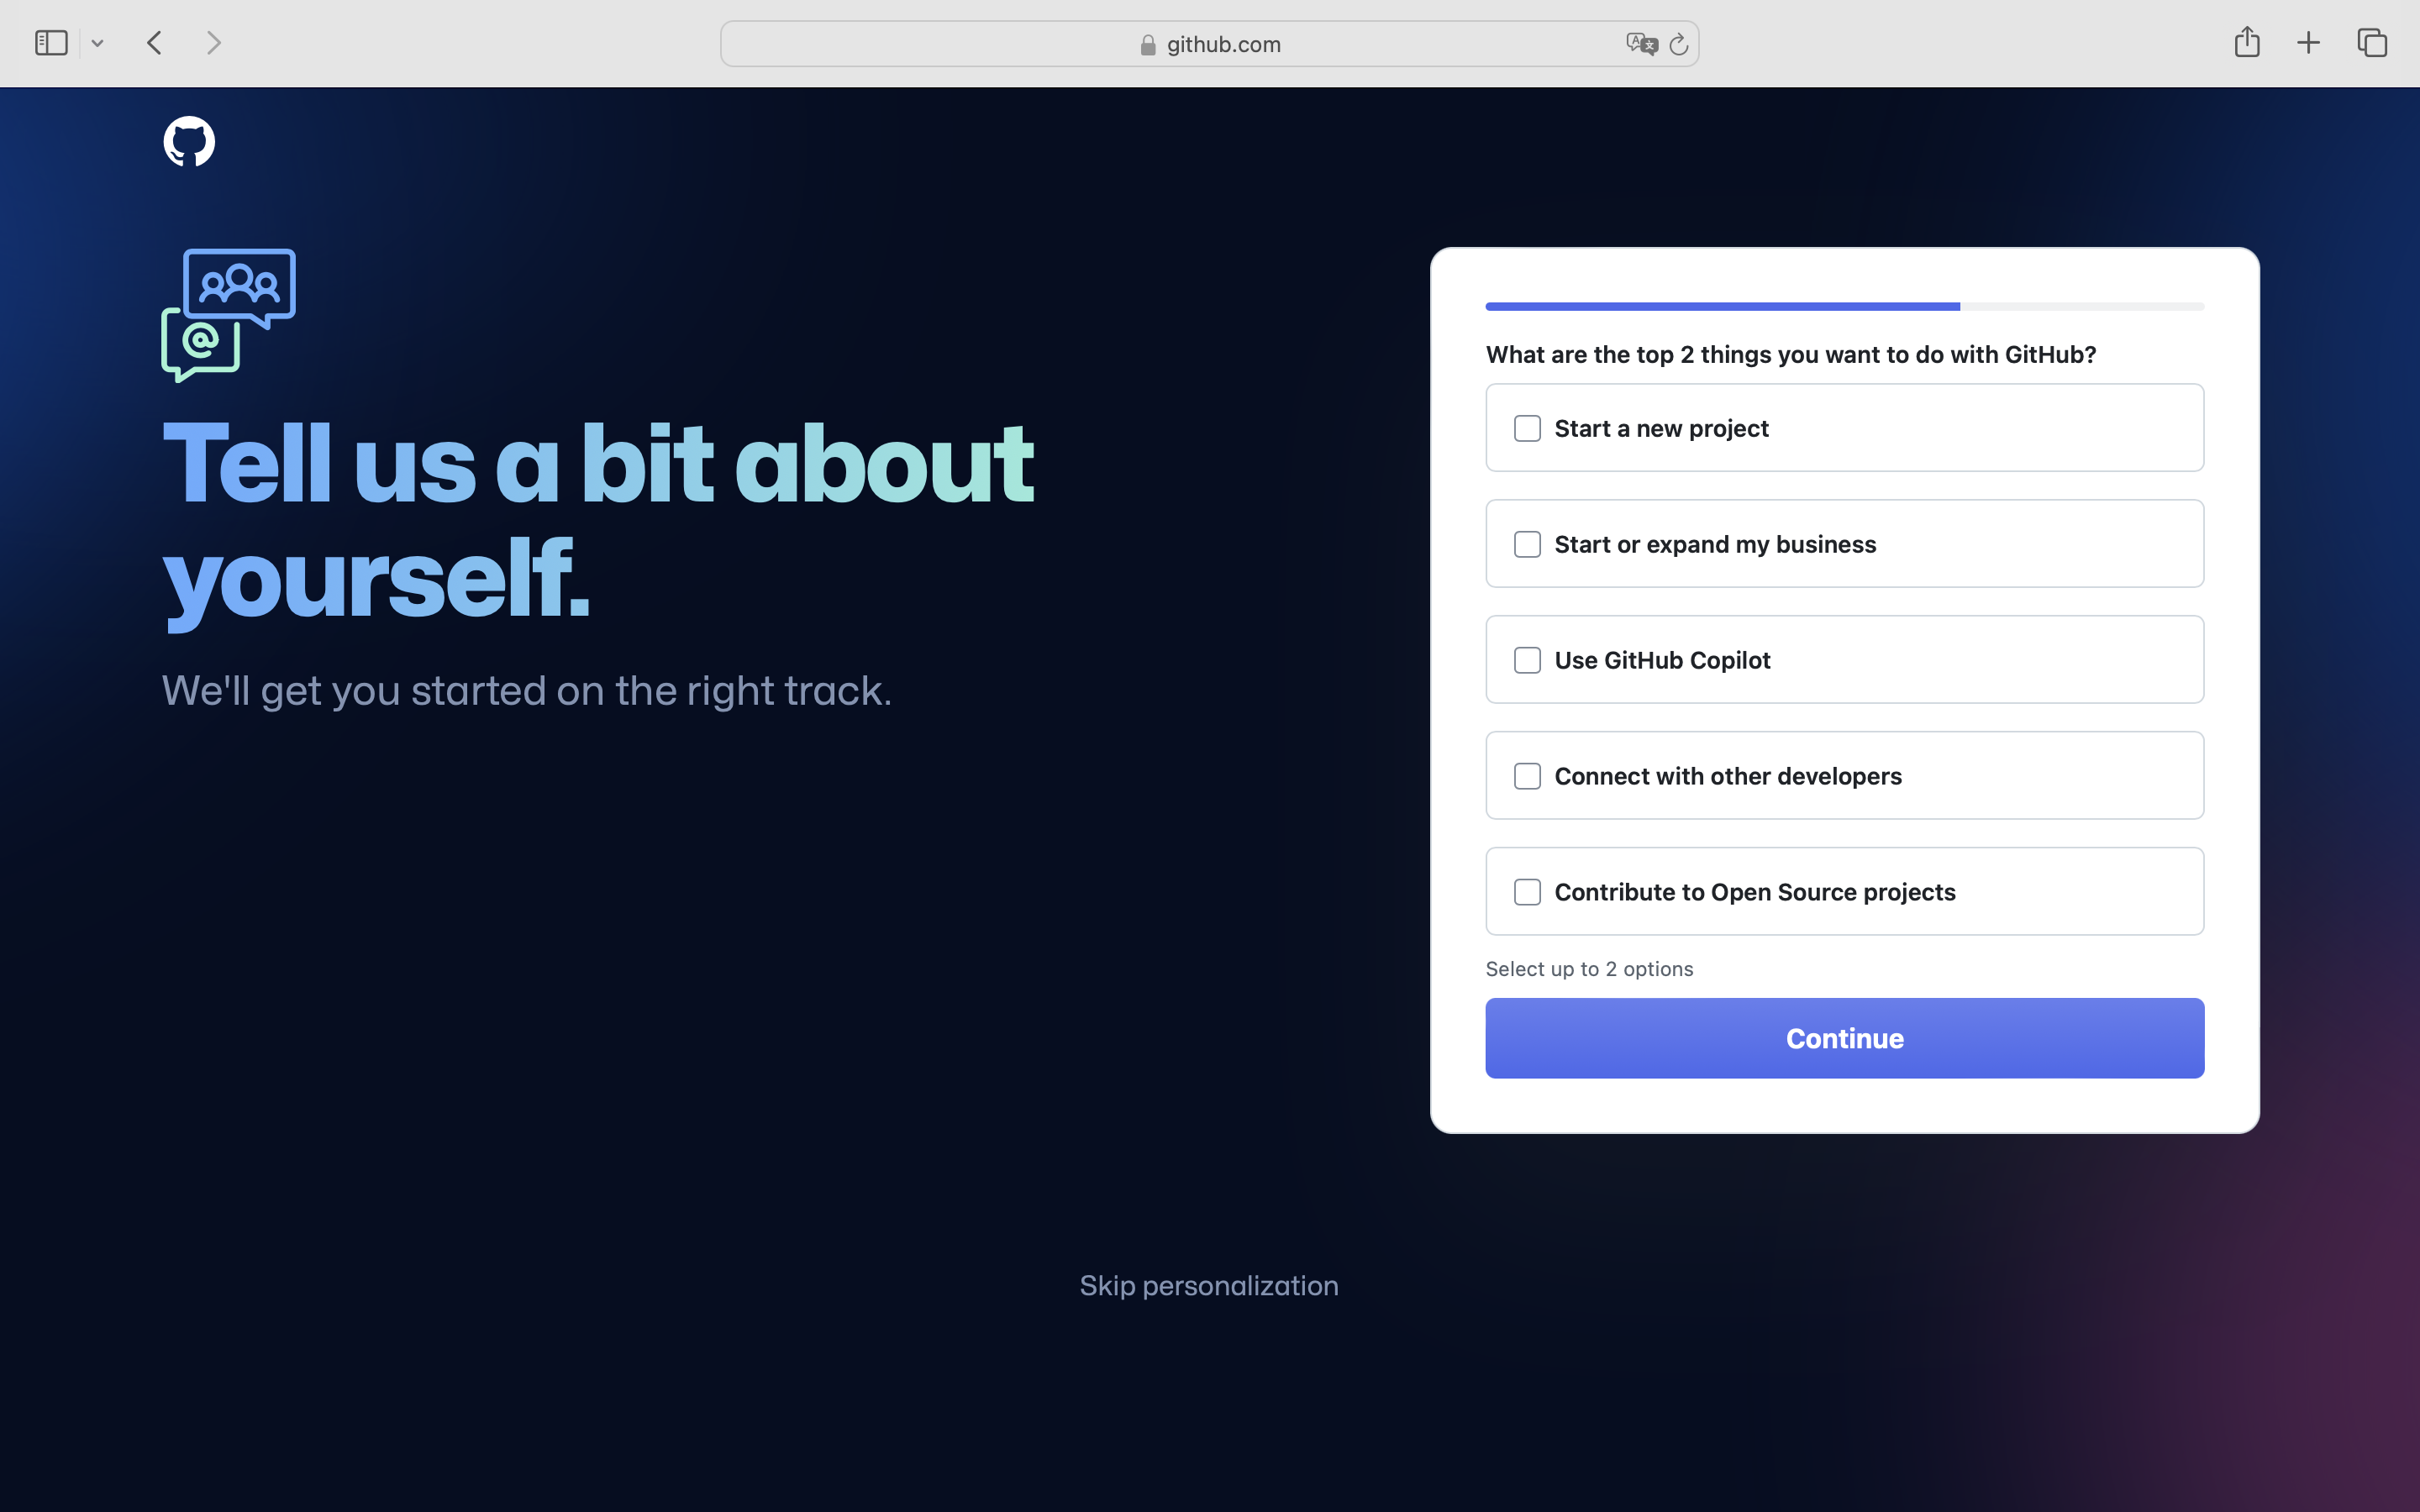 github.com
Tell us a bit about
yourself.
We'll get you started on the right track.
What are the top 2 things you want to do with GitHub?
Start a new project
Start or expand my business
Use GitHub Copilot
Connect with other developers
Contribute to Open Source projects
Select up to 2 options
Continue
Skip personalization